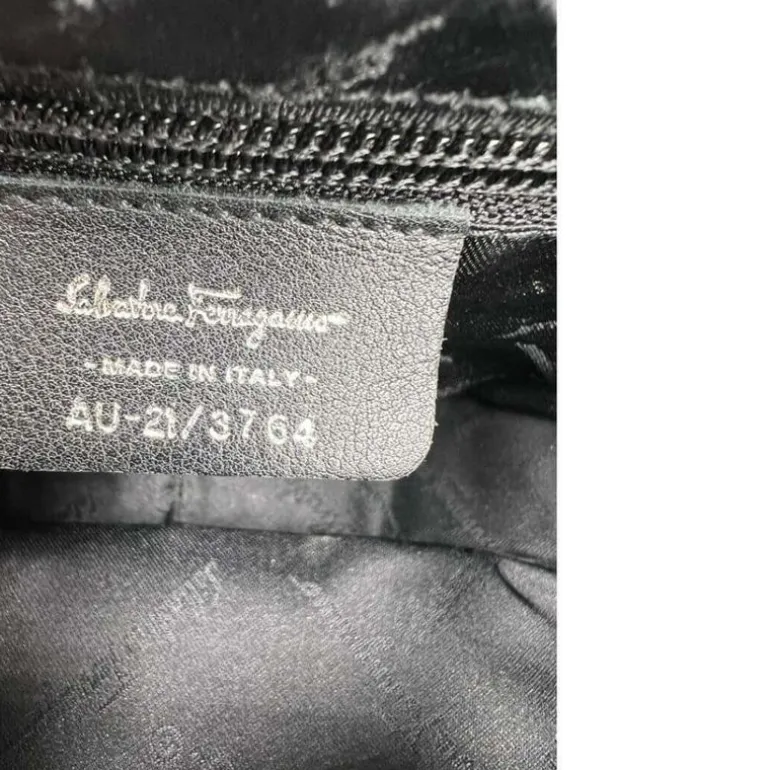 Salvatore Ferragamo
- MADE IN ITALY -
AU-21/3764